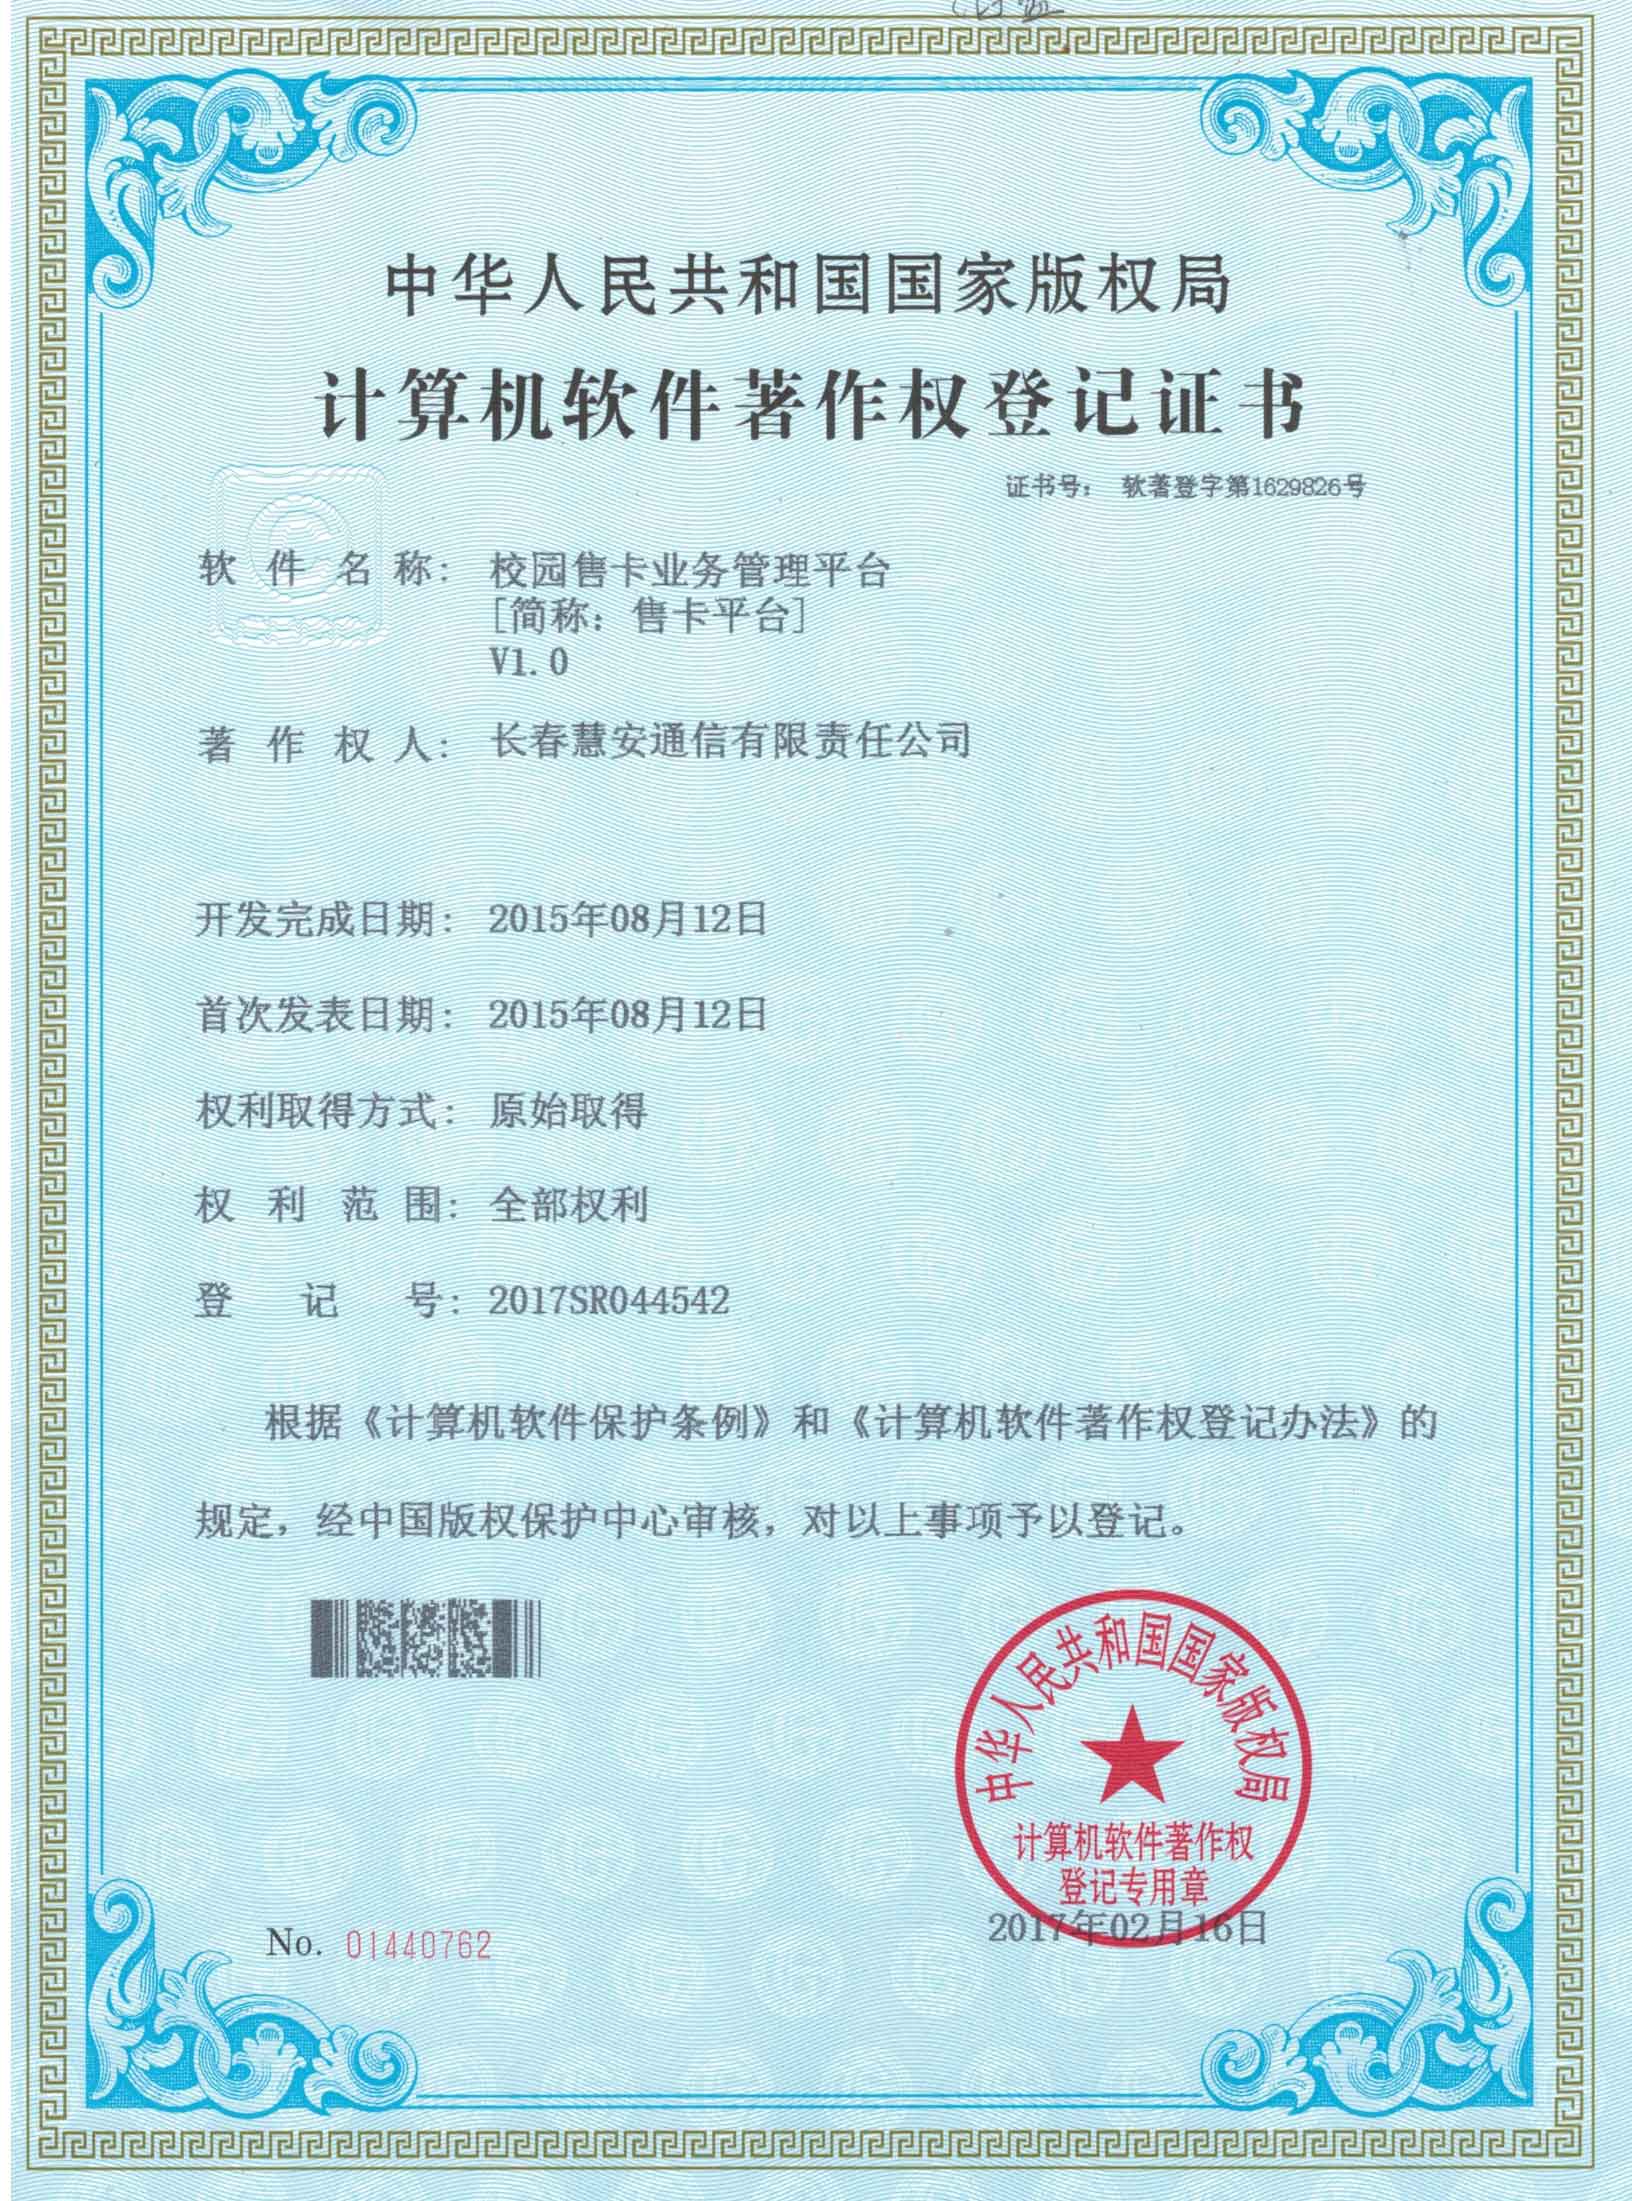 中华人民共和国国家版权局
计算机软件著作权登记证书
证书号： 软著登字第1629826号
软件名称： 校园售卡业务管理平台
[简称：售卡平台]
V1.0
著作权人： 长春慧安通信有限责任公司
开发完成日期： 2015年08月12日
首次发表日期： 2015年08月12日
权利取得方式： 原始取得
权利范围： 全部权利
登记号： 2017SR044542
根据《计算机软件保护条例》和《计算机软件著作权登记办法》的
规定，经中国版权保护中心审核，对以上事项予以登记。
中华人民共和国国家版权局
计算机软件著作权
登记专用章
2017年02月16日
No. 01440762